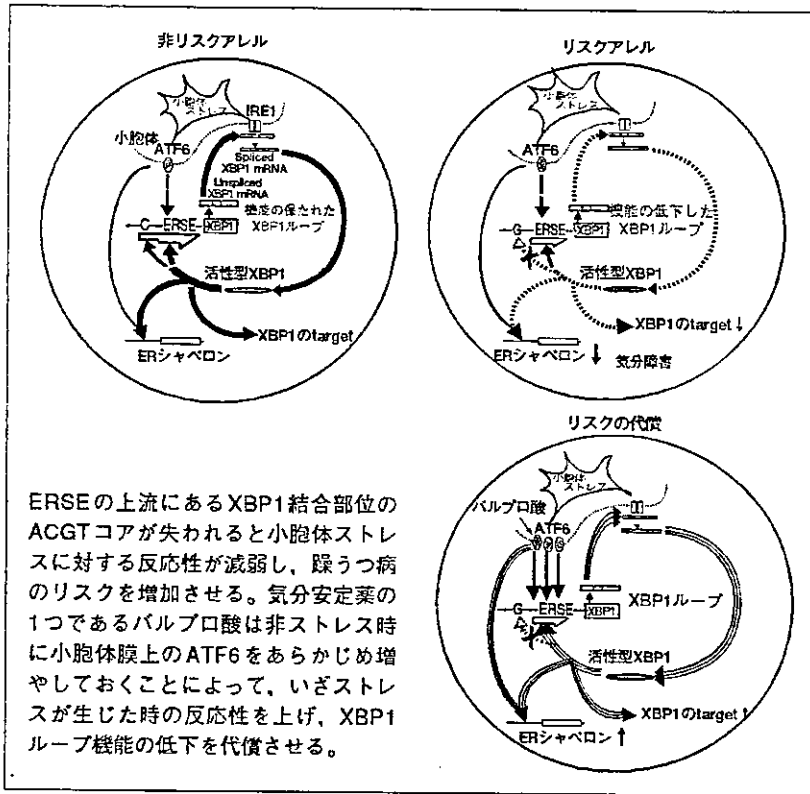 非リスクアレル
小胞体
ストレス
IRE1
小胞体
ATF6
Spliced
XBP1 mRNA
Unspliced
XBP1 mRNA
機能の保たれた
XBP1ループ
C
ERSE
XBP1
活性型XBP1
XBP1のtarget
ERシャペロン
リスクアレル
小胞体
ストレス
ATF6
機能の低下した
XBP1ループ
G
ERSE
XBP1
活性型XBP1
XBP1のtarget↓
ERシャペロン
↓
気分障害
リスクの代償
小胞体
ストレス
バルプロ酸
ATF6
G
ERSE
XBP1
XBP1ループ
活性型XBP1
XBP1のtarget↑
ERシャペロン↑
ERSEの上流にあるXBP1結合部位の
ACGTコアが失われると小胞体ストレ
スに対する反応性が減弱し，躁うつ病
のリスクを増加させる。気分安定薬の
1つであるバルプロ酸は非ストレス時
に小胞体膜上のATF6をあらかじめ増
やしておくことによって，いざストレ
スが生じた時の反応性を上げ，XBP1
ループ機能の低下を代償させる。